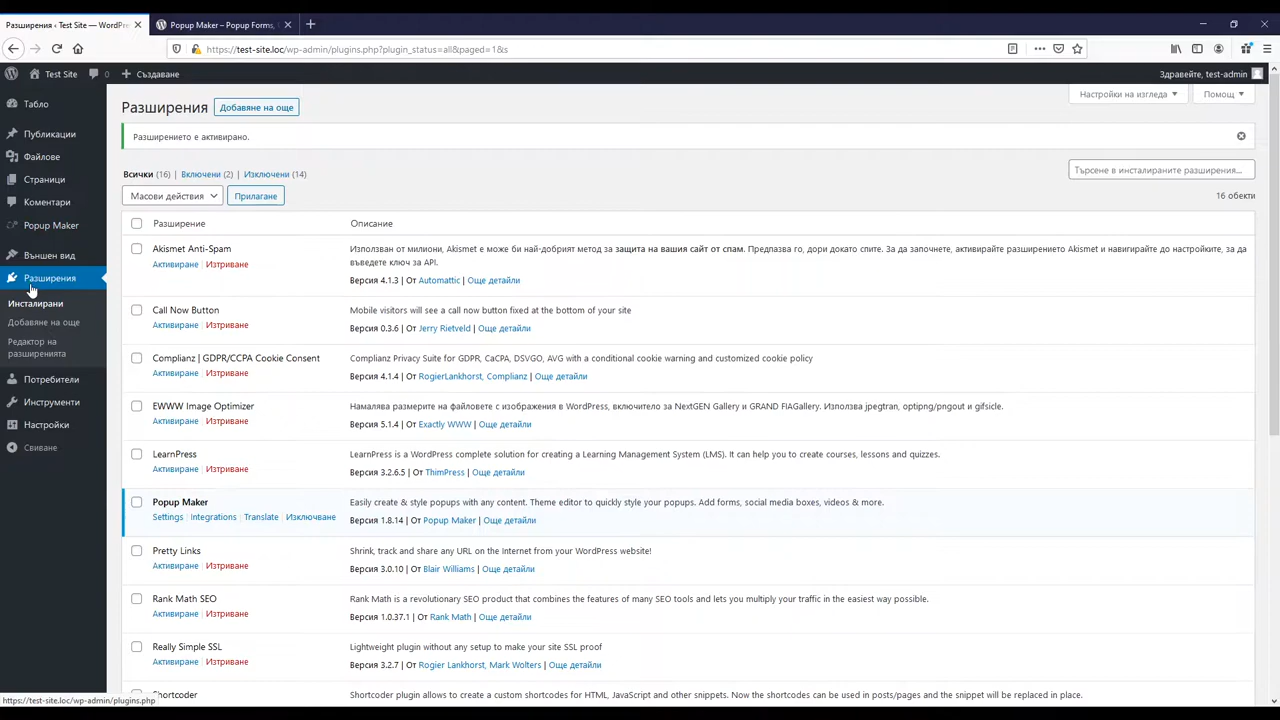 Разширения ‹ Test Site — WordPre
Popup Maker – Popup Forms,
https://test-site.loc/wp-admin/plugins.php?plugin_status=all&paged=1&s
Test Site
0
Създаване
Здравейте, test-admin
Табло
Публикации
Файлове
Страници
Коментари
Popup Maker
Външен вид
Разширения
Инсталирани
Добавяне на още
Редактор на
разширенията
Потребители
Инструменти
Настройки
Свиване
Разширения
Добавяне на още
Настройки на изгледа
Помощ
Разширението е активирано.
Всички (16) | Включени (2) | Изключени (14)
Търсене в инсталираните разширения...
Масови действия
Прилагане
16 обекти
Разширение
Описание
Akismet Anti-Spam
Активиране | Изтриване
Използван от милиони, Akismet е може би най-добрият метод за защита на вашия сайт от спам. Предпазва го, дори докато спите. За да започнете, активирайте разширението Akismet и навигирайте до настройките, за да
въведете ключ за API.
Версия 4.1.3 | От Automattic | Още детайли
Call Now Button
Активиране | Изтриване
Mobile visitors will see a call now button fixed at the bottom of your site
Версия 0.3.6 | От Jerry Rietveld | Още детайли
Complianz | GDPR/CCPA Cookie Consent
Активиране | Изтриване
Complianz Privacy Suite for GDPR, CaCPA, DSVGO, AVG with a conditional cookie warning and customized cookie policy
Версия 4.1.4 | От RogierLankhorst, Complianz | Още детайли
EWWW Image Optimizer
Активиране | Изтриване
Намалява размерите на файловете с изображения в WordPress, включително за NextGEN Gallery и GRAND FlAGallery. Използва jpegtran, optipng/pngout и gifsicle.
Версия 5.1.4 | От Exactly WWW | Още детайли
LearnPress
Активиране | Изтриване
LearnPress is a WordPress complete solution for creating a Learning Management System (LMS). It can help you to create courses, lessons and quizzes.
Версия 3.2.6.5 | От ThimPress | Още детайли
Popup Maker
Settings | Integrations | Translate | Изключване
Easily create & style popups with any content. Theme editor to quickly style your popups. Add forms, social media boxes, videos & more.
Версия 1.8.14 | От Popup Maker | Още детайли
Pretty Links
Активиране | Изтриване
Shrink, track and share any URL on the Internet from your WordPress website!
Версия 3.0.10 | От Blair Williams | Още детайли
Rank Math SEO
Активиране | Изтриване
Rank Math is a revolutionary SEO product that combines the features of many SEO tools and lets you multiply your traffic in the easiest way possible.
Версия 1.0.37.1 | От Rank Math | Още детайли
Really Simple SSL
Активиране | Изтриване
Lightweight plugin without any setup to make your site SSL proof
Версия 3.2.7 | От Rogier Lankhorst, Mark Wolters | Още детайли
Shortcoder
Shortcoder plugin allows to create a custom shortcodes for HTML, JavaScript and other snippets. Now the shortcodes can be used in posts/pages and the snippet will be replaced in place.
https://test-site.loc/wp-admin/plugins.php